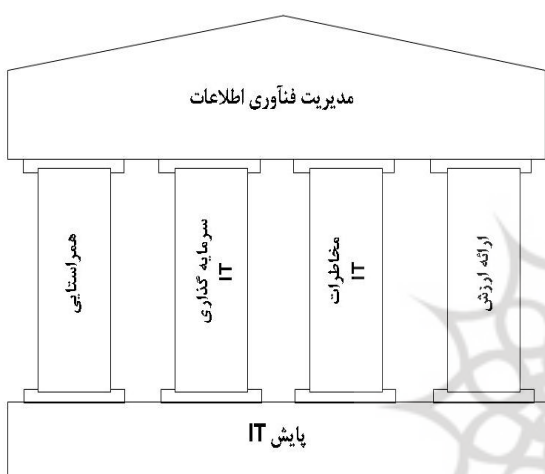 مدیریت فنآوری اطلاعات
ارائه ارزش
مخاطرات
IT
سرمایه گذاری
IT
همراستایی
پایش IT